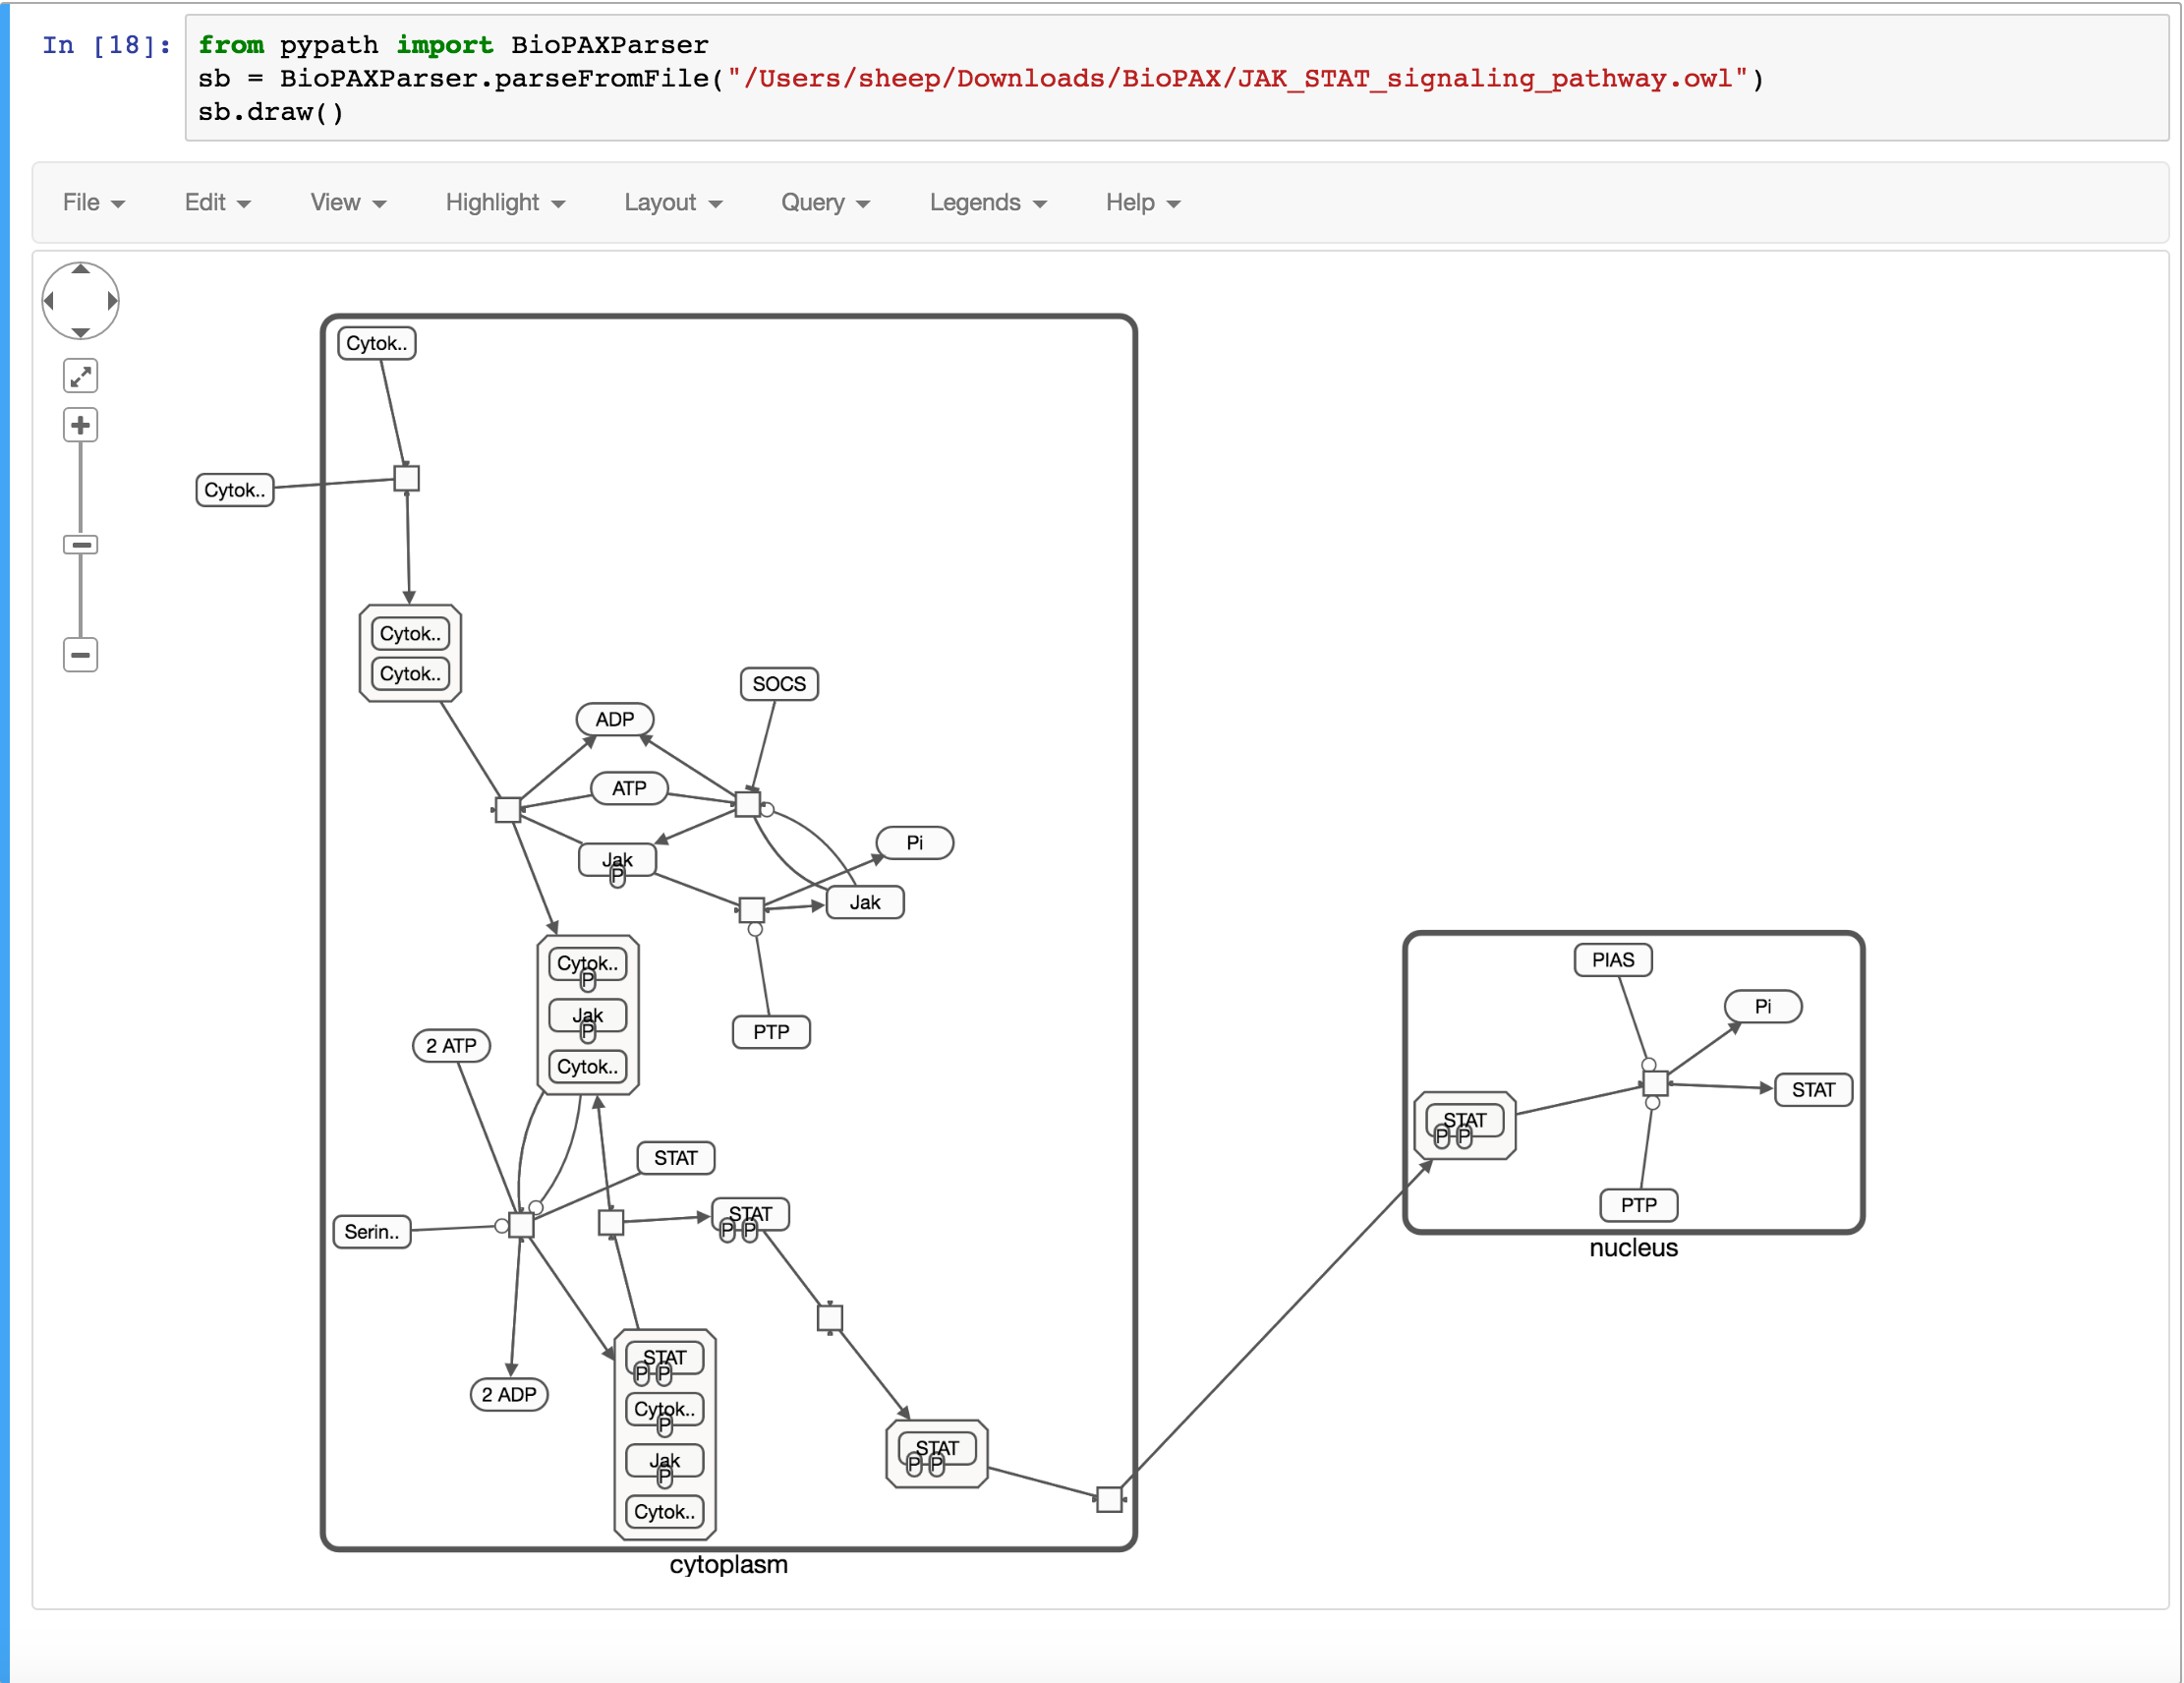 In [18]:
from pypath import BioPAXParser
sb = BioPAXParser.parseFromFile("/Users/sheep/Downloads/BioPAX/JAK_STAT_signaling_pathway.owl")
sb.draw()
File Edit View Highlight Layout Query Legends Help
Cytok..
Cytok..
Cytok..
Cytok..
SOCS
ADP
ATP
Pi
Jak
P
Jak
Cytok..
P
Jak
P
Cytok..
PTP
2 ATP
STAT
Serin..
STAT
P P
2 ADP
STAT
P P
Cytok..
P
Jak
P
Cytok..
STAT
P P
cytoplasm
PIAS
Pi
STAT
STAT
P P
PTP
nucleus